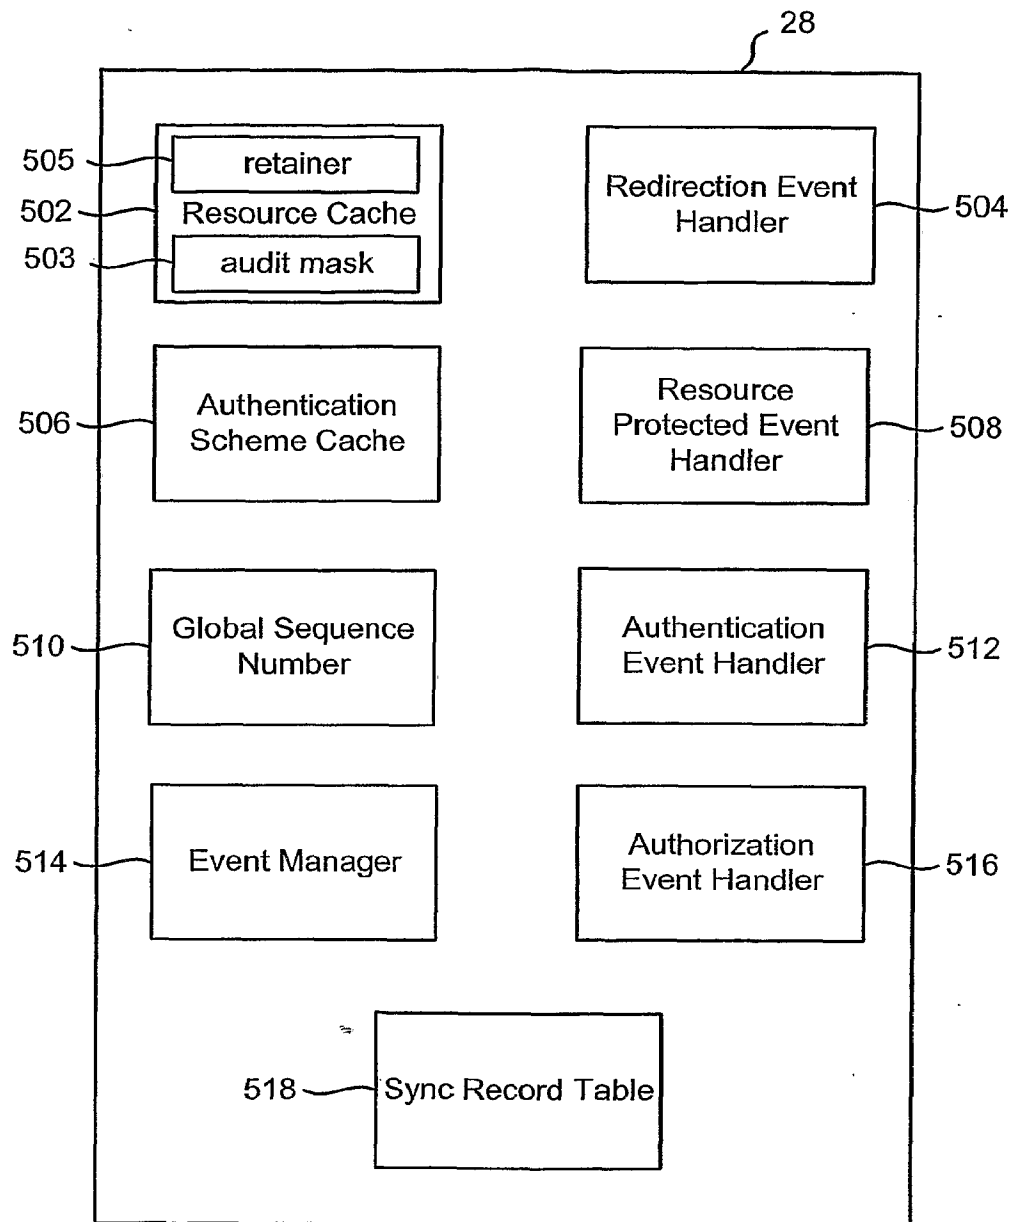 28
505
retainer
502
Resource Cache
503
audit mask
Redirection Event
Handler
504
506
Authentication
Scheme Cache
Resource
Protected Event
Handler
508
510
Global Sequence
Number
Authentication
Event Handler
512
514
Event Manager
Authorization
Event Handler
516
518
Sync Record Table